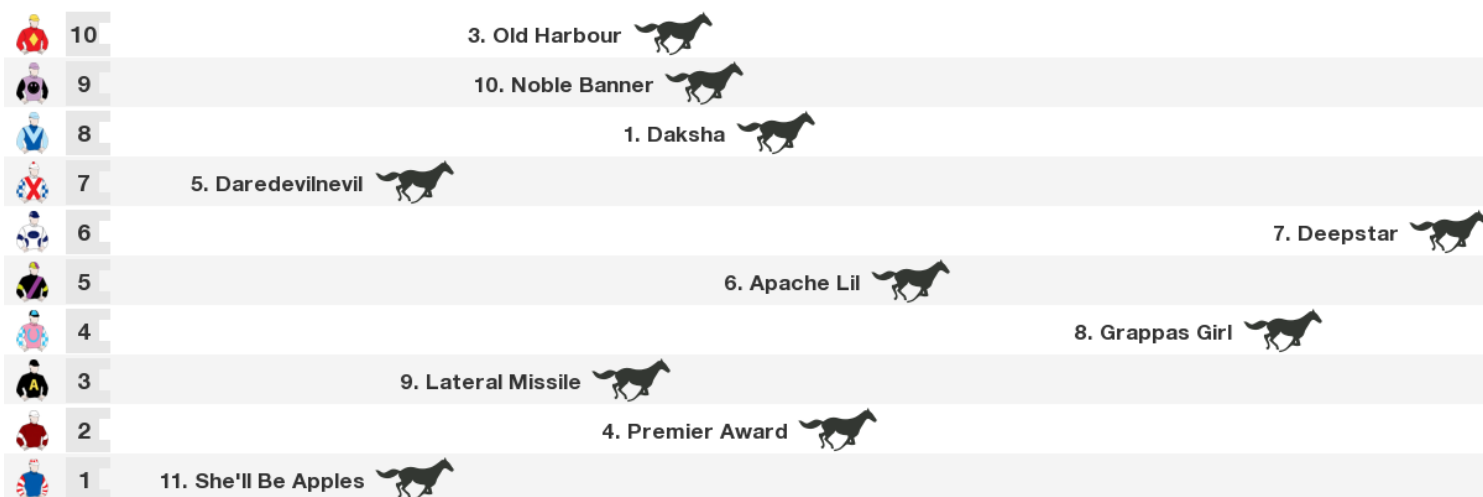 10 3. Old Harbour
9 10. Noble Banner
8 1. Daksha
7 5. Daredevilnevil
6 7. Deepstar
5 6. Apache Lil
4 8. Grappas Girl
3 9. Lateral Missile
A
2 4. Premier Award
1 11. She'll Be Apples